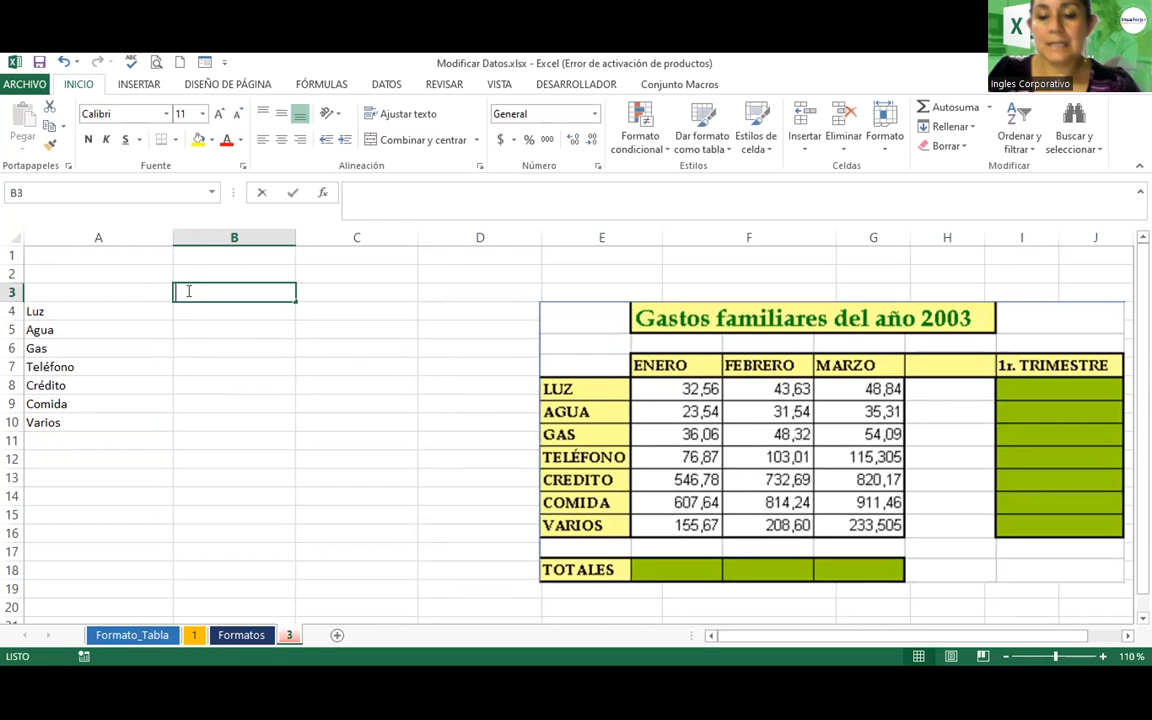 Modificar Datos.xlsx - Excel (Error de activación de productos)
Ingles Corporativo
ARCHIVO INICIO INSERTAR DISEÑO DE PÁGINA FÓRMULAS DATOS REVISAR VISTA DESARROLLADOR Conjunto Macros
Pegar
Calibri 11
N K S
Ajustar texto
Combinar y centrar
General
$ % 000
Formato condicional
Dar formato como tabla
Estilos de celda
Insertar
Eliminar
Formato
Autosuma
Rellenar
Borrar
Ordenar y filtrar
Buscar y seleccionar
Portapapeles Fuente Alineación Número Estilos Celdas Modificar
B3 fx
A B C D E F G H I J
1
2
3
4 Luz
5 Agua
6 Gas
7 Teléfono
8 Crédito
9 Comida
10 Varios
11
12
13
14
15
16
17
18
19
20
Gastos familiares del año 2003
ENERO FEBRERO MARZO 1r. TRIMESTRE
LUZ 32,56 43,63 48,84
AGUA 23,54 31,54 35,31
GAS 36,06 48,32 54,09
TELÉFONO 76,87 103,01 115,305
CREDITO 546,78 732,69 820,17
COMIDA 607,64 814,24 911,46
VARIOS 155,67 208,60 233,505
TOTALES
Formato_Tabla 1 Formatos 3
LISTO 110 %